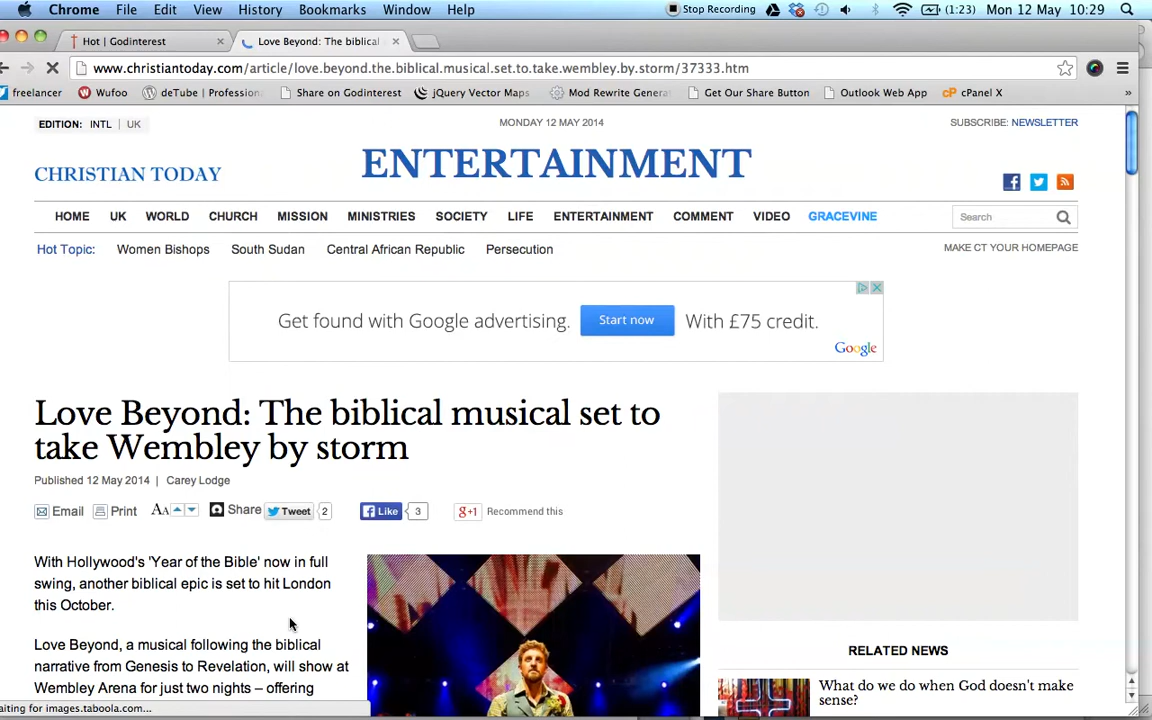 Chrome File Edit View History Bookmarks Window Help Stop Recording (1:23) Mon 12 May 10:29
Hot | Godinterest Love Beyond: The biblical
www.christiantoday.com/article/love.beyond.the.biblical.musical.set.to.take.wembley.by.storm/37333.htm
freelancer Wufoo deTube | Profession Share on Godinterest jQuery Vector Maps Mod Rewrite Genera Get Our Share Button Outlook Web App cPanel X »
EDITION: INTL | UK MONDAY 12 MAY 2014 SUBSCRIBE: NEWSLETTER
CHRISTIAN TODAY ENTERTAINMENT
HOME UK WORLD CHURCH MISSION MINISTRIES SOCIETY LIFE ENTERTAINMENT COMMENT VIDEO GRACEVINE Search
Hot Topic: Women Bishops South Sudan Central African Republic Persecution MAKE CT YOUR HOMEPAGE
Get found with Google advertising. Start now With £75 credit.
Google
Love Beyond: The biblical musical set to
take Wembley by storm
Published 12 May 2014 | Carey Lodge
Email Print AA Share Tweet 2 Like 3 g+1 Recommend this
With Hollywood's 'Year of the Bible' now in full
swing, another biblical epic is set to hit London
this October.
Love Beyond, a musical following the biblical
narrative from Genesis to Revelation, will show at
Wembley Arena for just two nights – offering
RELATED NEWS
What do we do when God doesn't make
sense?
aiting for images.taboola.com...